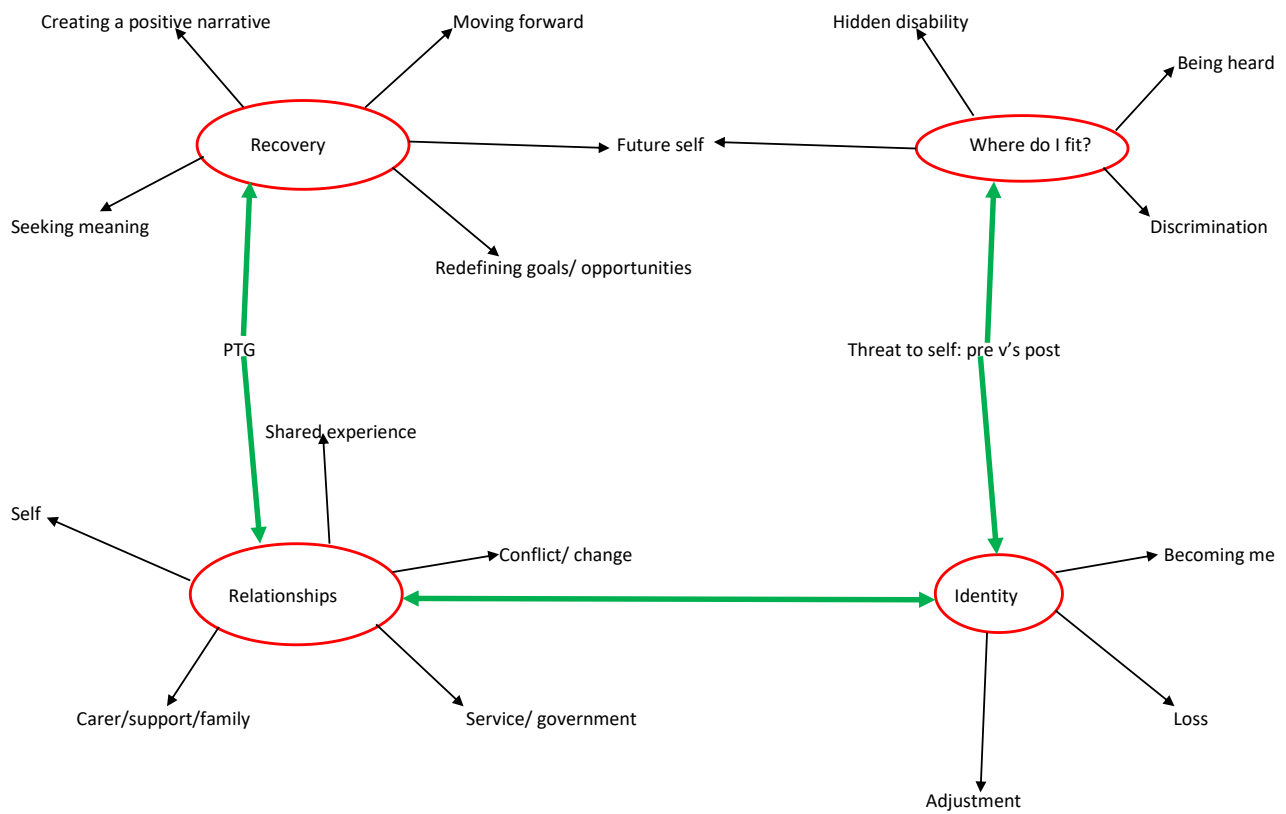 Creating a positive narrative
Moving forward
Hidden disability
Being heard
Recovery
Future self
Where do I fit?
Seeking meaning
Discrimination
Redefining goals/ opportunities
PTG
Threat to self: pre v’s post
Shared experience
Self
Conflict/ change
Becoming me
Relationships
Identity
Carer/support/family
Service/ government
Loss
Adjustment